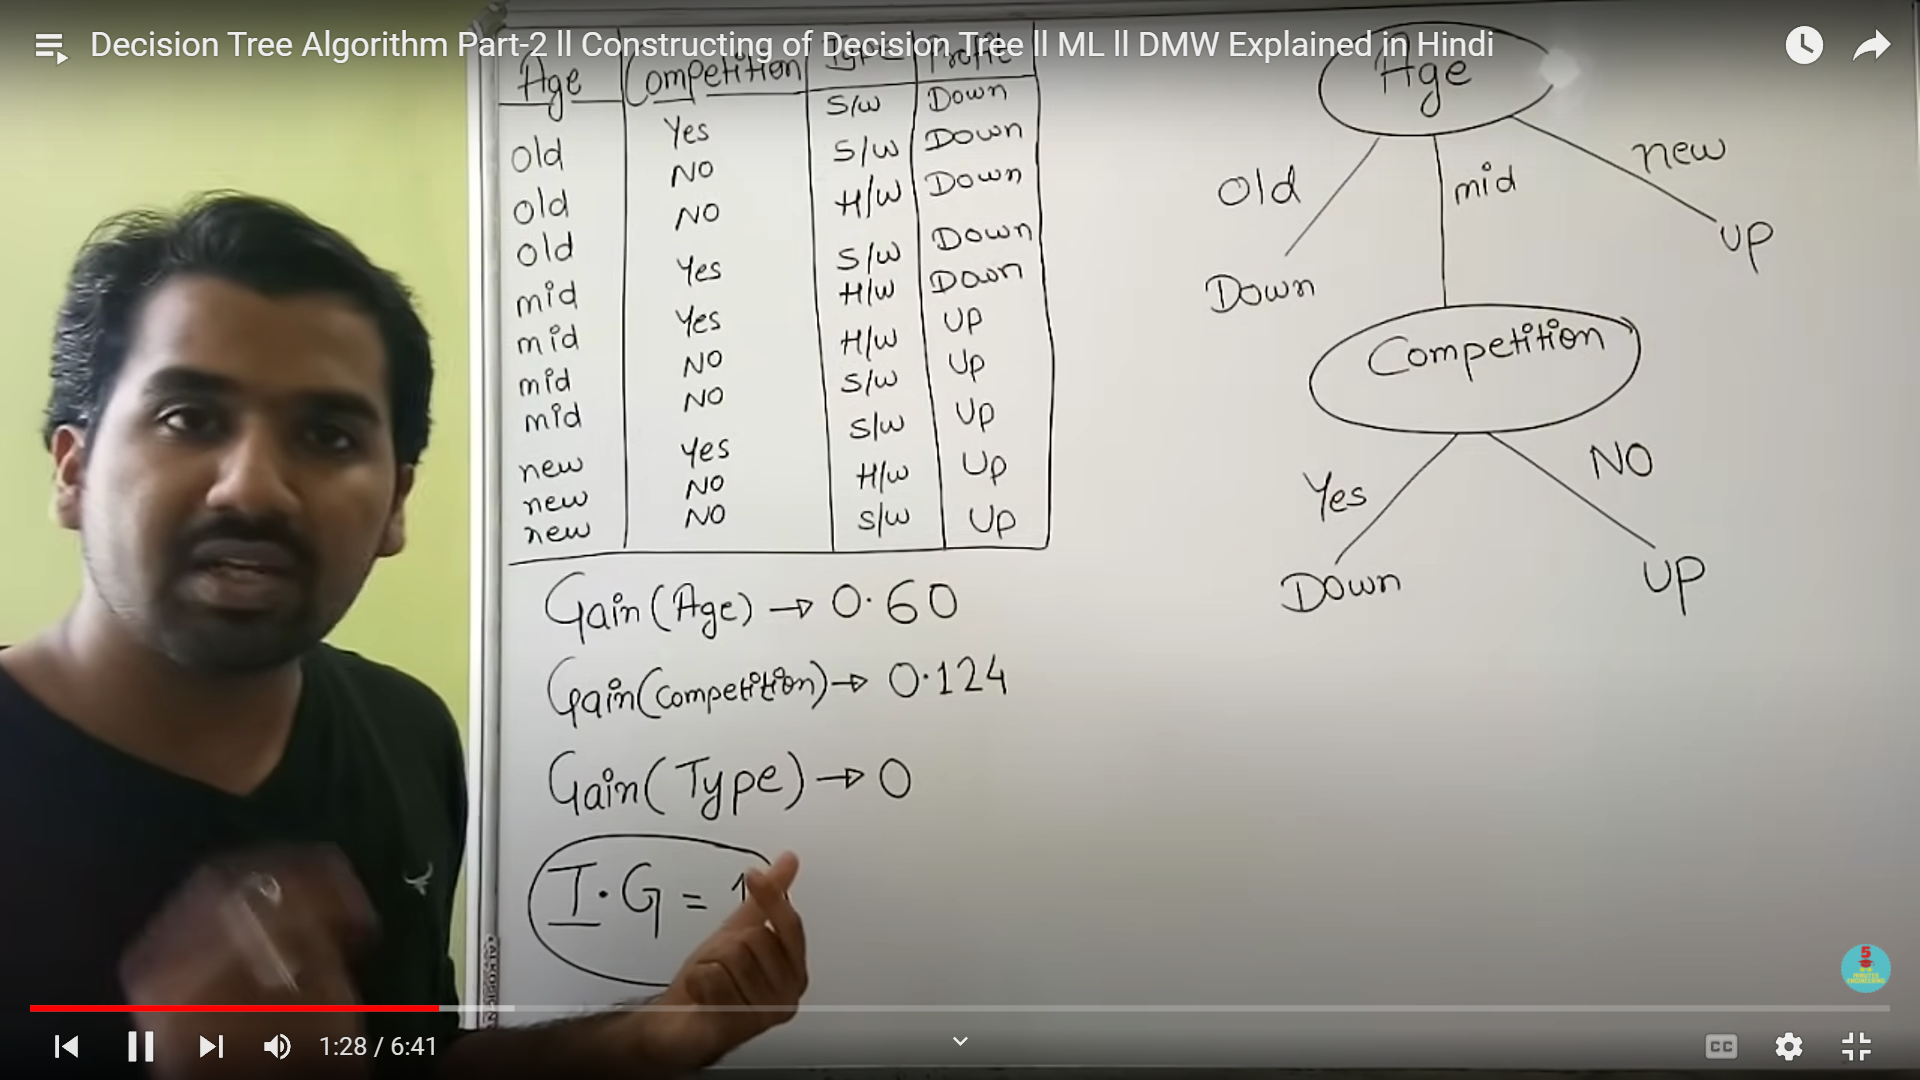 Decision Tree Algorithm Part-2 ll Constructing of Decision Tree ll ML ll DMW Explained in Hindi
Age Competition Type Profit
old Yes S/W Down
old NO S/W Down
old NO H/W Down
mid Yes S/W Down
mid Yes H/W Down
mid NO H/W UP
mid NO S/W UP
new Yes S/W UP
new NO H/W UP
new NO S/W UP
Gain(Age) → 0.60
Gain(Competition) → 0.124
Gain(Type) → 0
I.G = 1
Age
Old mid new
Down UP
Competition
Yes NO
Down UP
5
MINUTES
ENGINEERING
1:28 / 6:41
CC